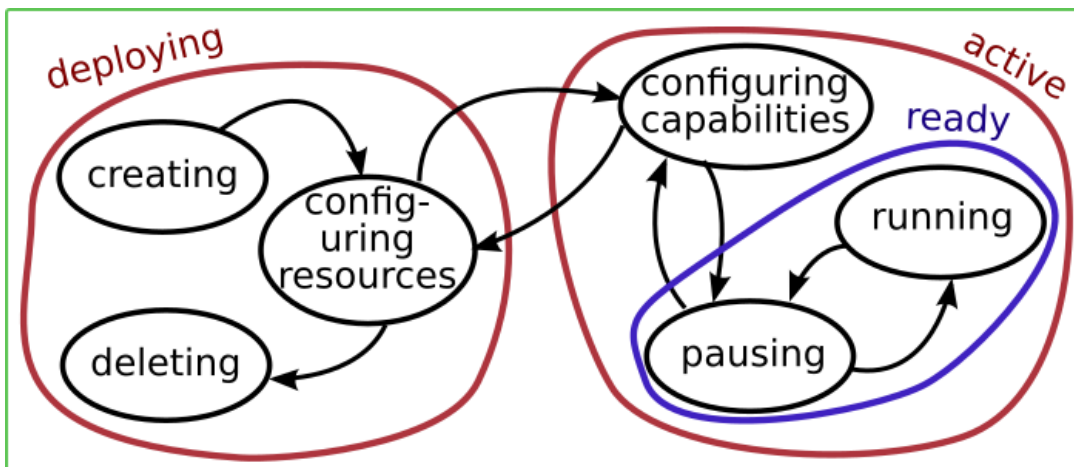 deploying
creating
config-
uring
resources
deleting
active
configuring
capabilities
ready
running
pausing